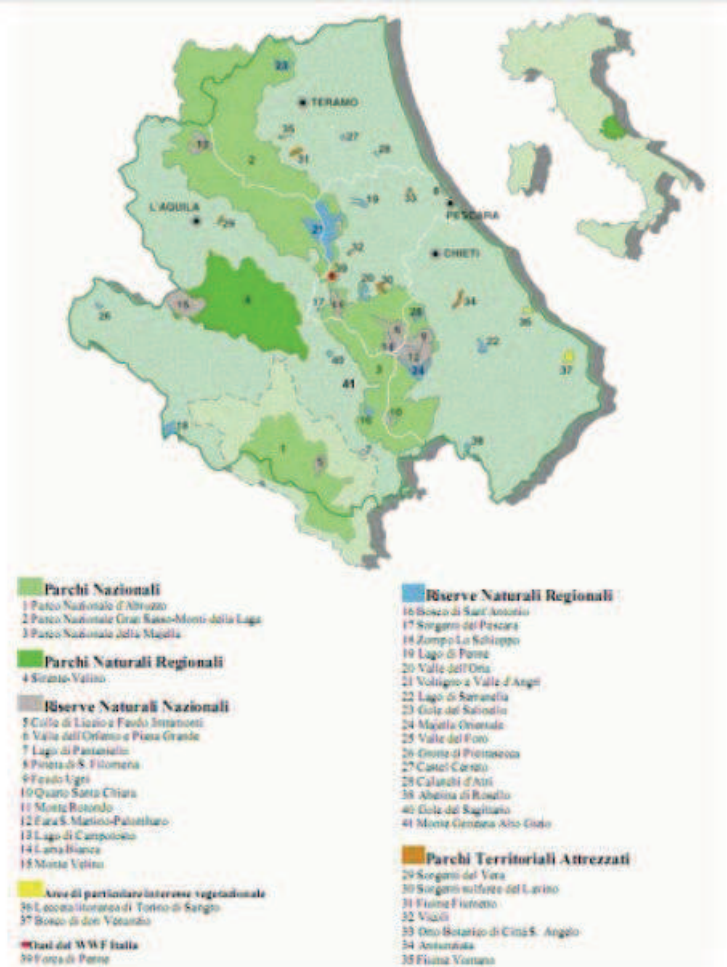 TERAMO
L'AQUILA
PESCARA
CHIETI
Parchi Nazionali
1 Parco Nazionale d'Abruzzo
2 Parco Nazionale Gran Sasso-Monti della Laga
3 Parco Nazionale della Majella
Parchi Naturali Regionali
4 Sirente-Velino
Riserve Naturali Nazionali
5 Colle di Licco e Feudo Intramonti
6 Valle dell'Orfento e Piana Grande
7 Lago di Pantaniello
8 Pineta di S. Filomena
9 Feudo Ugni
10 Quarto Santa Chiara
11 Monte Rotondo
12 Fara S. Martino-Palombaro
13 Lago di Campotosto
14 Lama Bianca
15 Monte Velino
Area di particolare interesse vegetazionale
36 Lecceta litoranea di Torino di Sangro
37 Bosco di don Venanzio
Oasi del WWF Italia
39 Forca di Penne
Riserve Naturali Regionali
16 Bosco di Sant'Antonio
17 Sorgenti del Pescara
18 Zompo Lo Schioppo
19 Lago di Penne
20 Valle dell'Orta
21 Voltigno e Valle d'Angri
22 Lago di Serranella
23 Gole del Salinello
24 Majella Orientale
25 Valle del Foro
26 Grotte di Pietrasecca
27 Castel Cerreto
28 Calanchi d'Atri
38 Abetina di Rosello
40 Gole del Sagittario
41 Monte Genzana Alto Gizio
Parchi Territoriali Attrezzati
29 Sorgenti del Vera
30 Sorgenti sulfuree del Lavino
31 Fiume Fiumetto
32 Vicoli
33 Orto Botanico di Città S. Angelo
34 Annunziata
35 Fiume Vomano